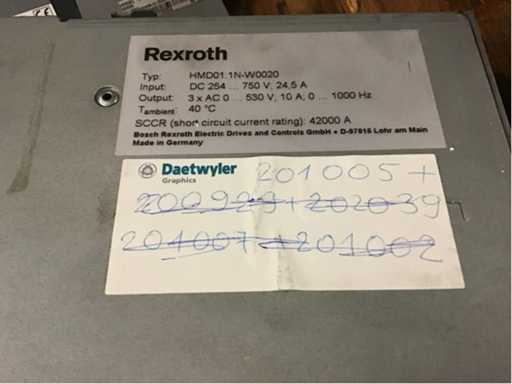 Rexroth
Typ: HMD01.1N-W0020
Input: DC 254 ... 750 V; 24,5 A
Output: 3 x AC 0 ... 530 V; 10 A; 0 ... 1000 Hz
Tambient: 40 °C
SCCR (short circuit current rating): 42000 A
Bosch Rexroth Electric Drives and Controls GmbH • D-97816 Lohr am Main
Made in Germany
Daetwyler 201005 +
Graphics
200929 + 202039
201007 + 201002